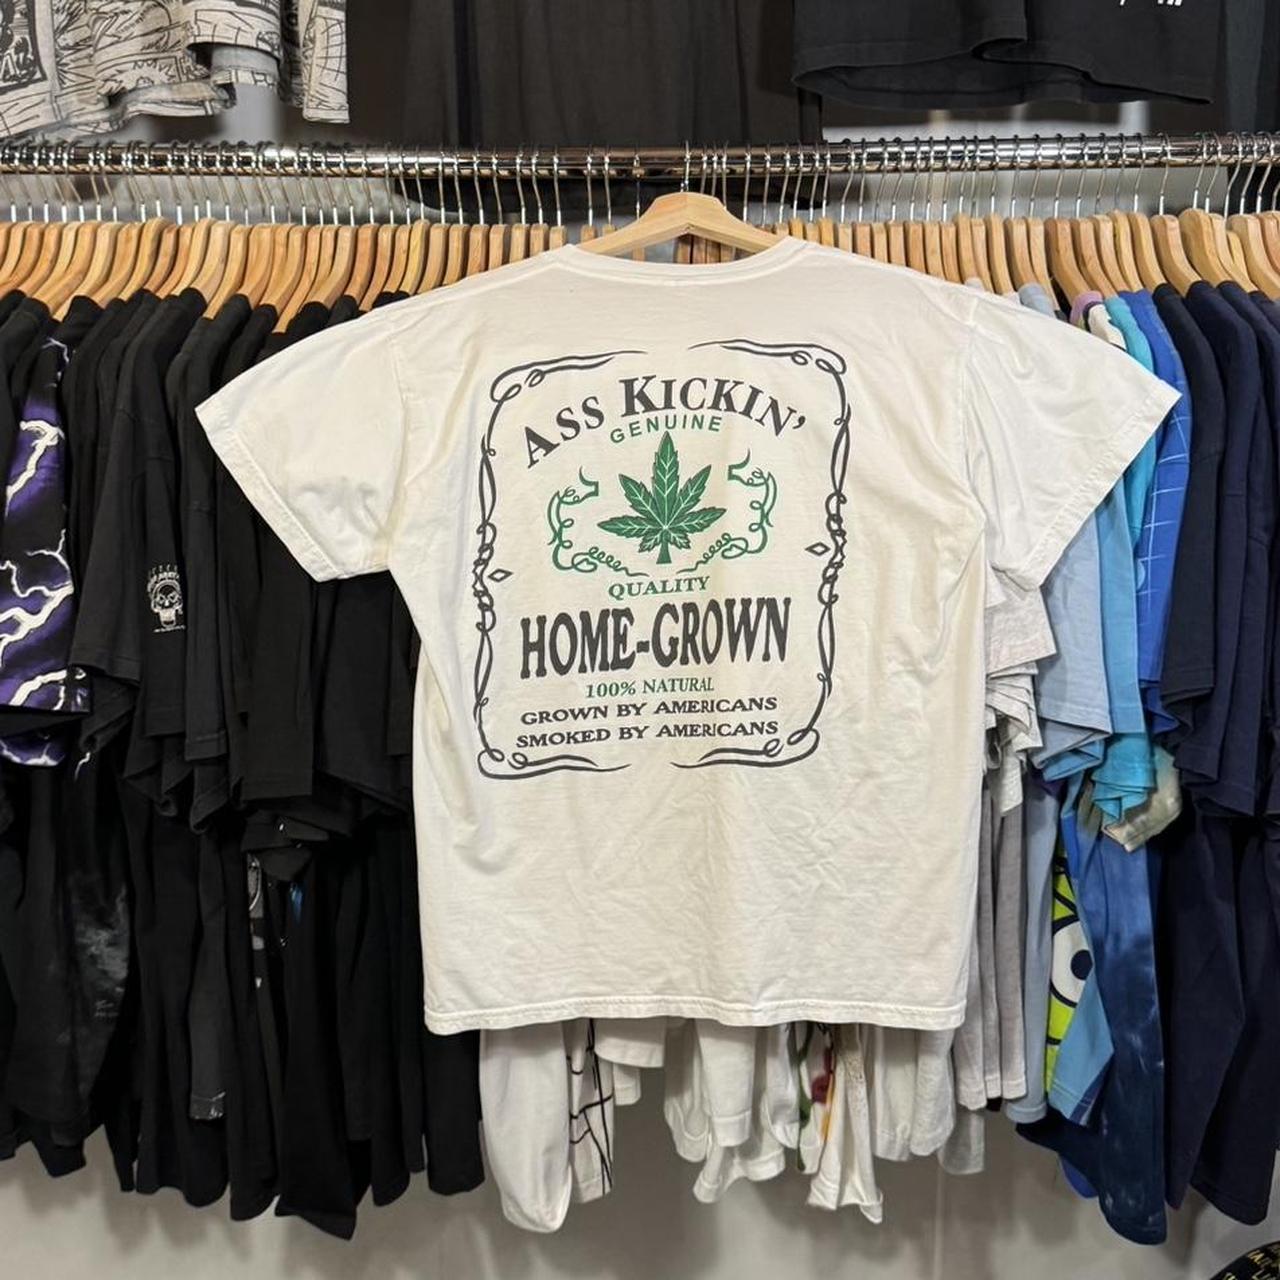 Ass Kickin'
GENUINE
QUALITY
HOME-GROWN
100% NATURAL
GROWN BY AMERICANS
SMOKED BY AMERICANS